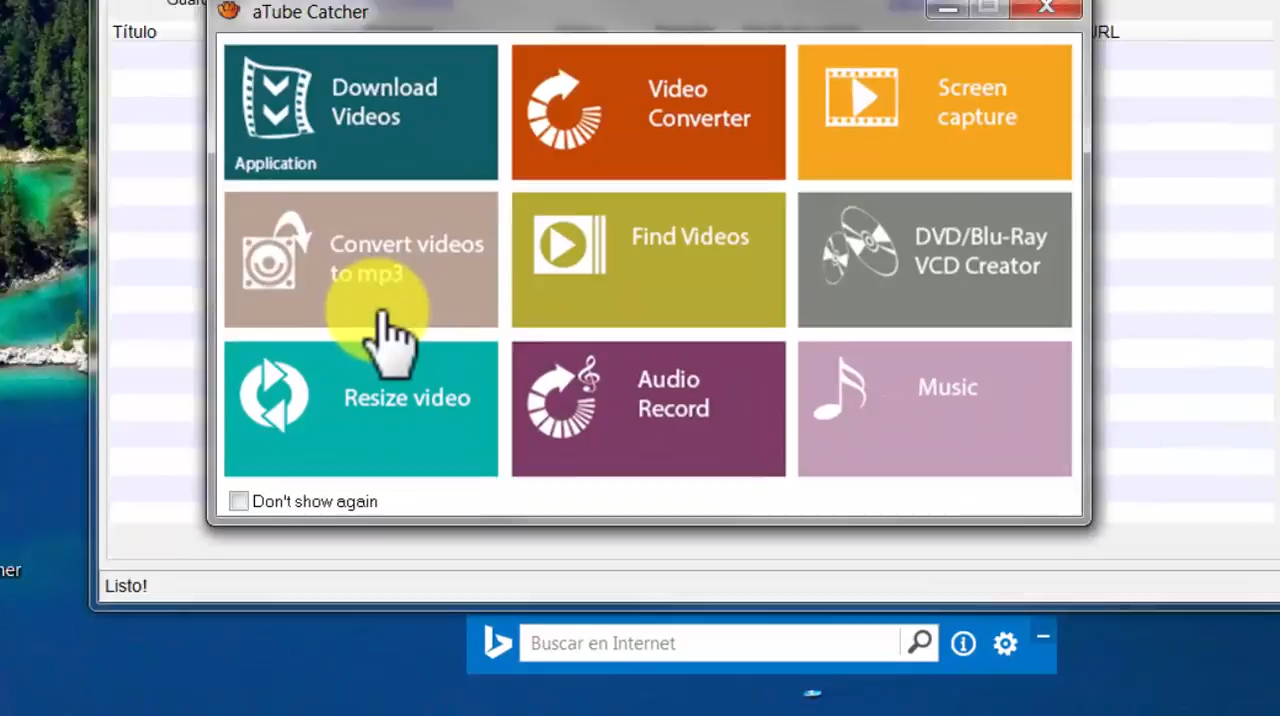 aTube Catcher
Título
URL
Download
Videos
Application
Video
Converter
Screen
capture
Convert videos
to mp3
Find Videos
DVD/Blu-Ray
VCD Creator
Resize video
Audio
Record
Music
Don't show again
Listo!
Buscar en Internet